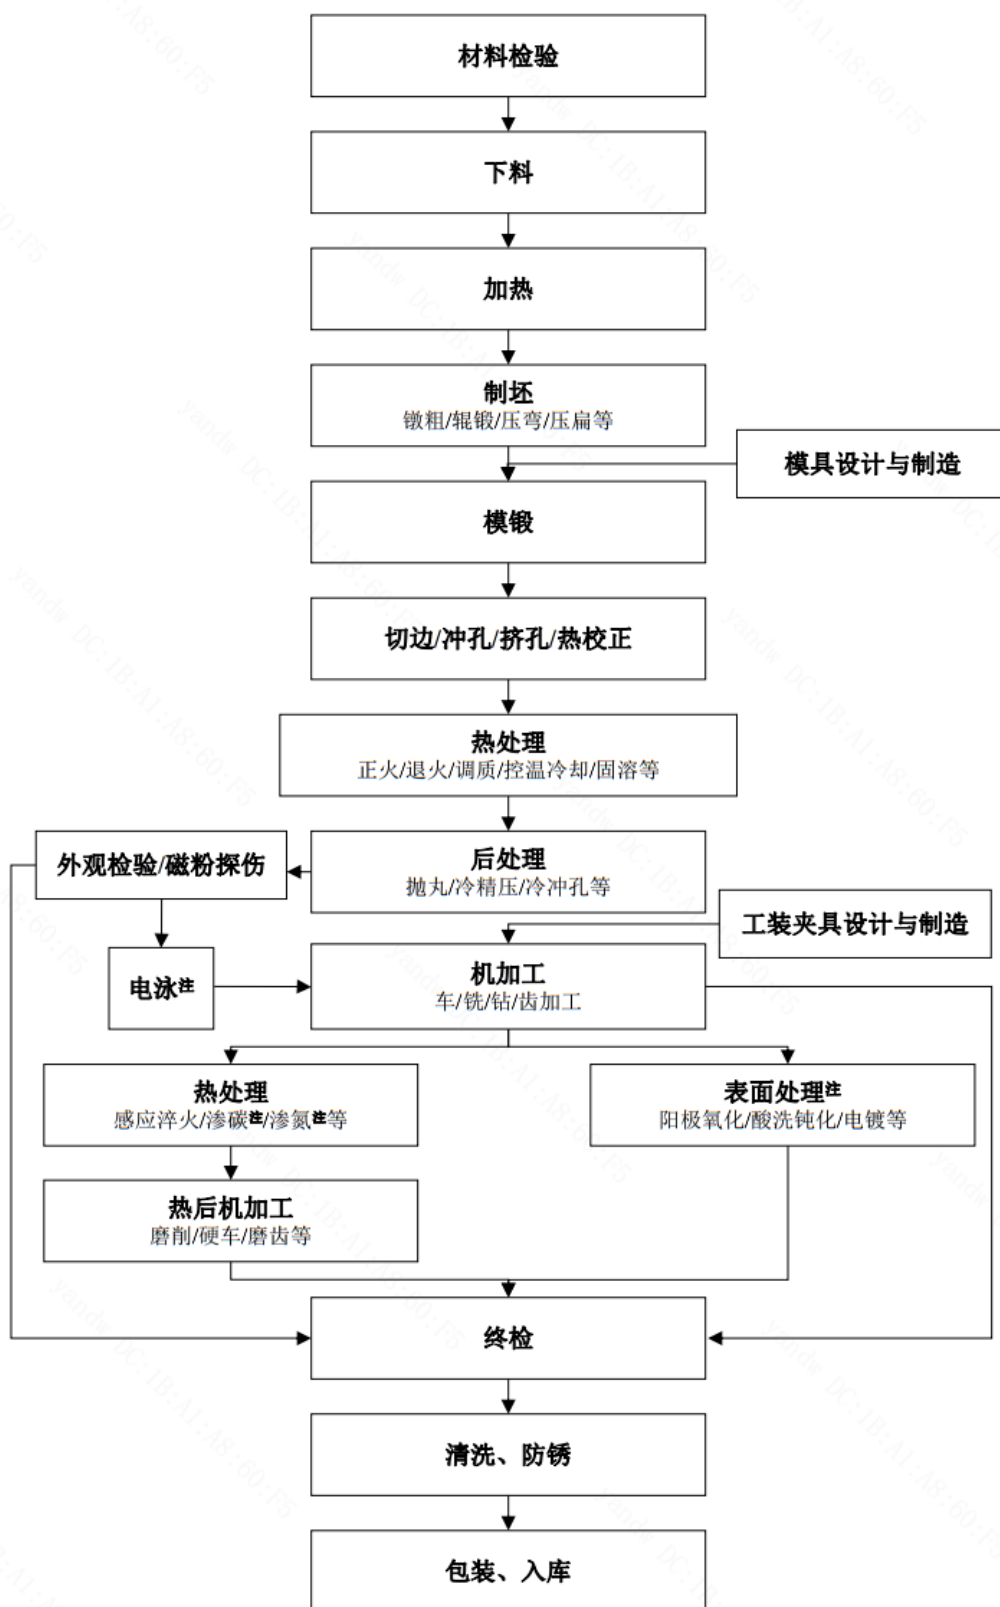 材料检验
下料
加热
制坯
镦粗/辊锻/压弯/压扁等
模具设计与制造
模锻
切边/冲孔/挤孔/热校正
热处理
正火/退火/调质/控温冷却/固溶等
后处理
抛丸/冷精压/冷冲孔等
外观检验/磁粉探伤
工装夹具设计与制造
电泳注
机加工
车/铣/钻/齿加工
热处理
感应淬火/渗碳注/渗氮注等
表面处理注
阳极氧化/酸洗钝化/电镀等
热后机加工
磨削/硬车/磨齿等
终检
清洗、防锈
包装、入库
yandw DC:1B:A1:A8:60:F5